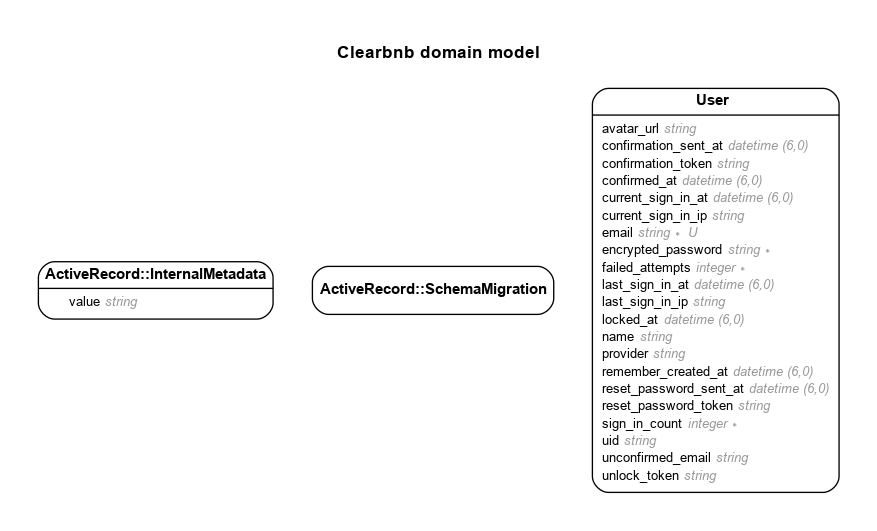 Clearbnb domain model
ActiveRecord::InternalMetadata
value string
ActiveRecord::SchemaMigration
User
avatar_url string
confirmation_sent_at datetime (6,0)
confirmation_token string
confirmed_at datetime (6,0)
current_sign_in_at datetime (6,0)
current_sign_in_ip string
email string * U
encrypted_password string *
failed_attempts integer *
last_sign_in_at datetime (6,0)
last_sign_in_ip string
locked_at datetime (6,0)
name string
provider string
remember_created_at datetime (6,0)
reset_password_sent_at datetime (6,0)
reset_password_token string
sign_in_count integer *
uid string
unconfirmed_email string
unlock_token string